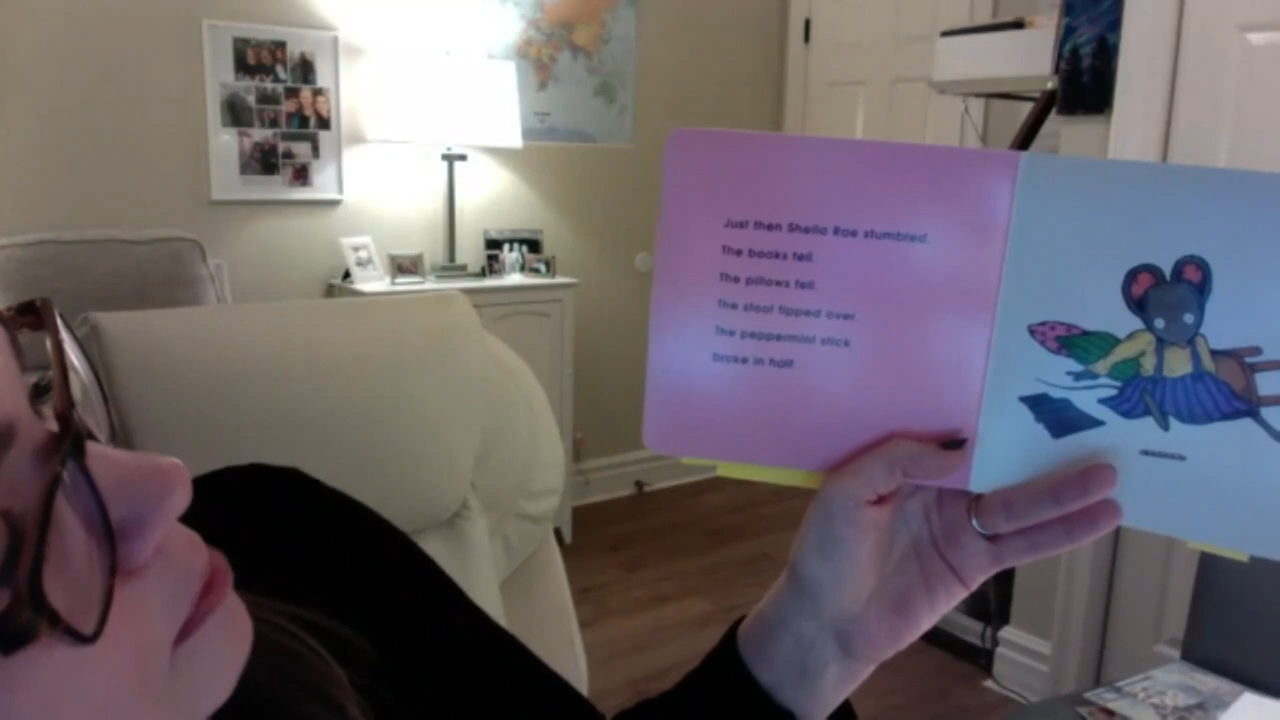 Just then Sheila Rae stumbled.
The books fell.
The pillows fell.
The stool tipped over.
The peppermint stick
Broke in half.